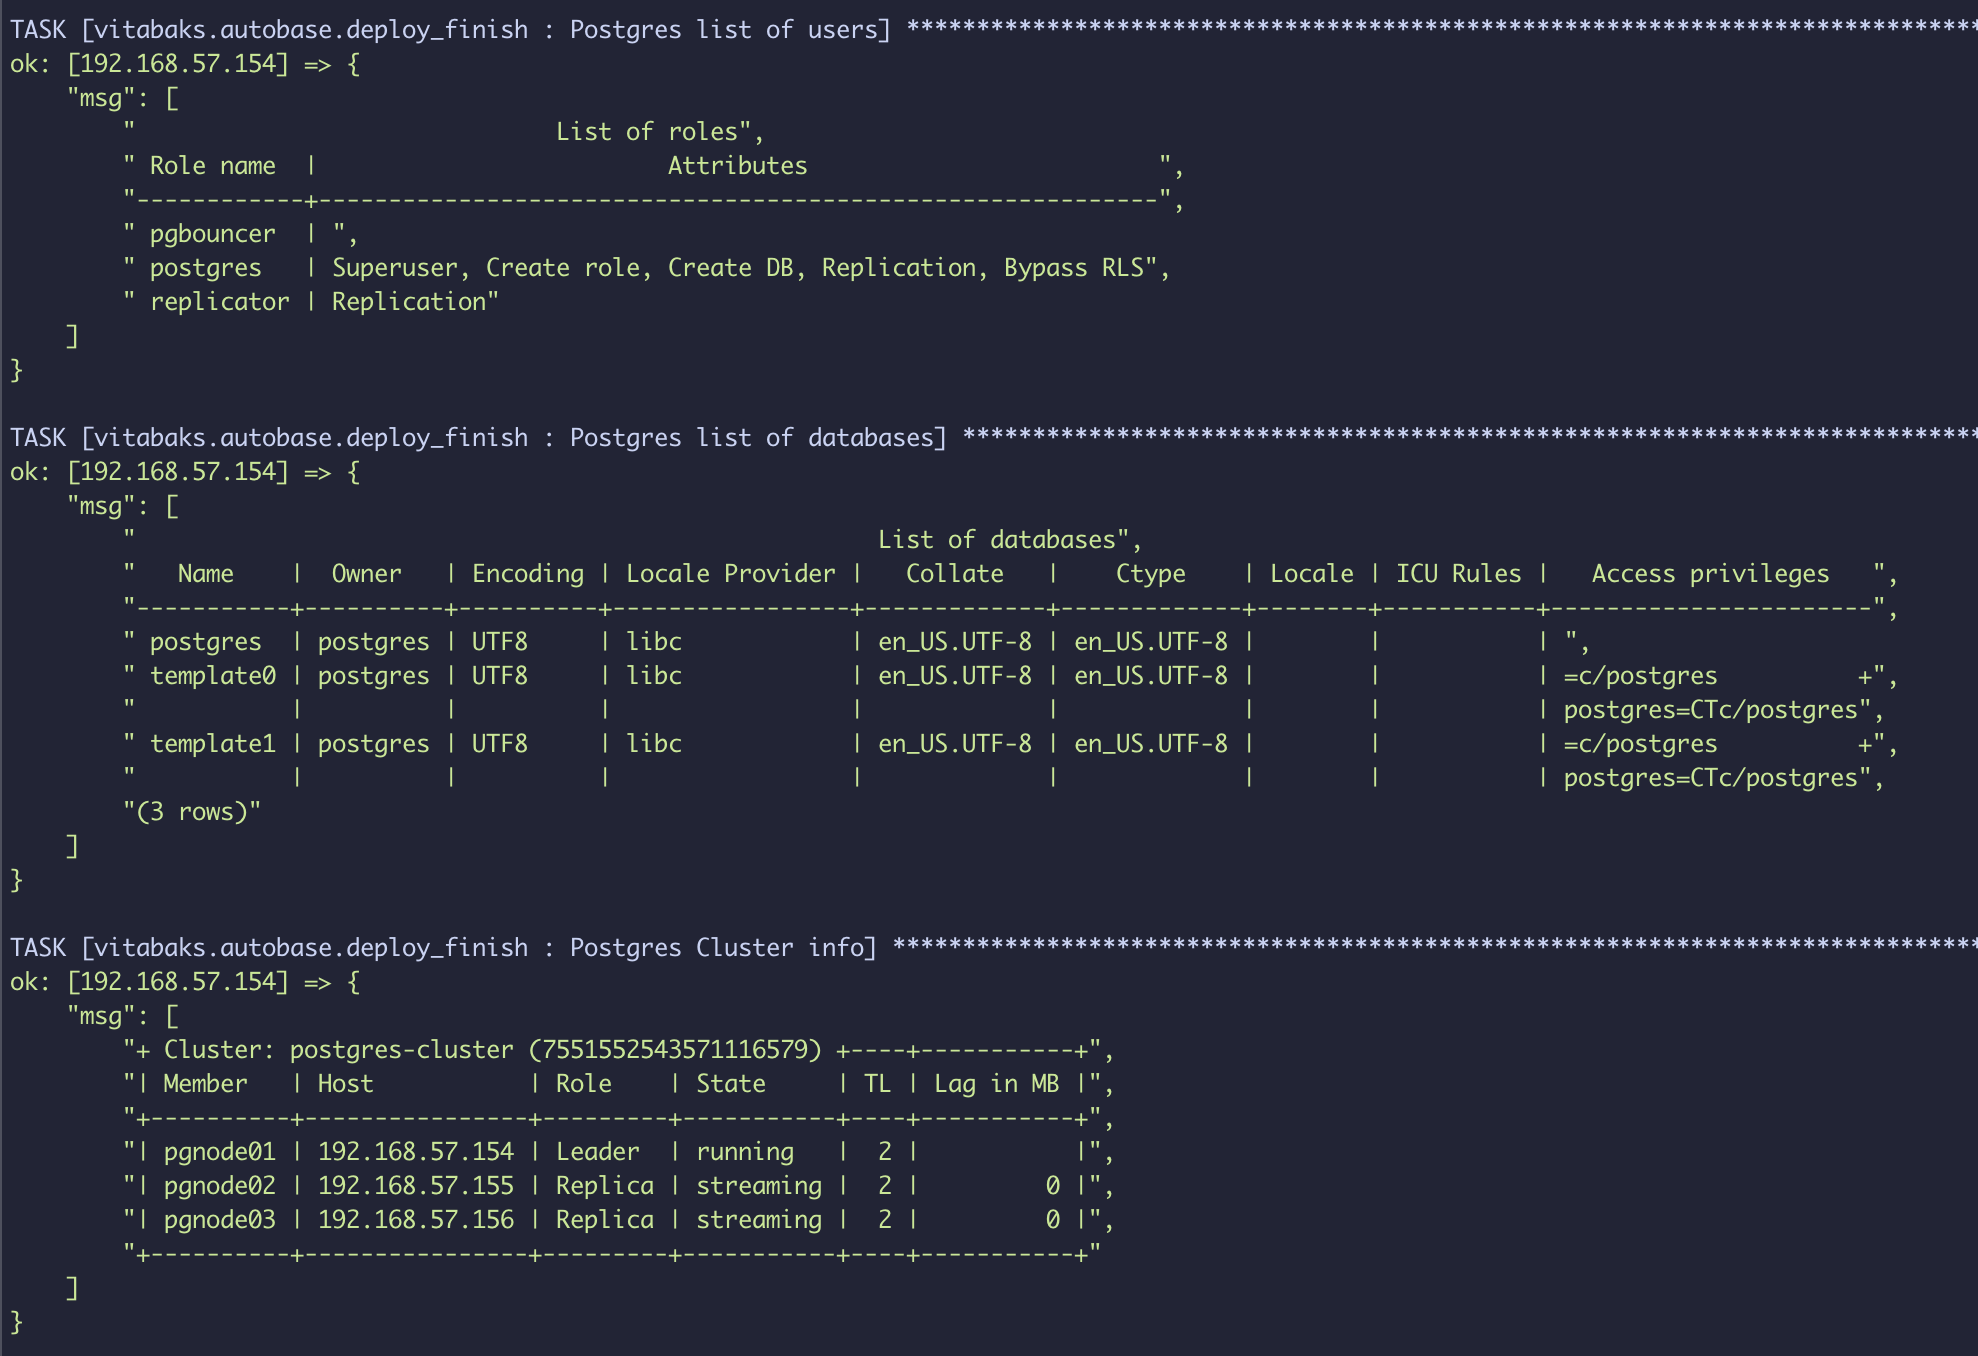 TASK [vitabaks.autobase.deploy_finish : Postgres list of users] *****************************************************************************
ok: [192.168.57.154] => {
    "msg": [
        "                              List of roles",
        " Role name  |                         Attributes                         ",
        "------------+------------------------------------------------------------",
        " pgbouncer  | ",
        " postgres   | Superuser, Create role, Create DB, Replication, Bypass RLS",
        " replicator | Replication"
    ]
}
TASK [vitabaks.autobase.deploy_finish : Postgres list of databases] *************************************************************************
ok: [192.168.57.154] => {
    "msg": [
        "                                                     List of databases",
        "   Name    |  Owner   | Encoding | Locale Provider |   Collate   |    Ctype    | Locale | ICU Rules |   Access privileges   ",
        "-----------+----------+----------+-----------------+-------------+-------------+--------+-----------+-----------------------",
        " postgres  | postgres | UTF8     | libc            | en_US.UTF-8 | en_US.UTF-8 |        |           | ",
        " template0 | postgres | UTF8     | libc            | en_US.UTF-8 | en_US.UTF-8 |        |           | =c/postgres          +",
        "           |          |          |                 |             |             |        |           | postgres=CTc/postgres",
        " template1 | postgres | UTF8     | libc            | en_US.UTF-8 | en_US.UTF-8 |        |           | =c/postgres          +",
        "           |          |          |                 |             |             |        |           | postgres=CTc/postgres",
        "(3 rows)"
    ]
}
TASK [vitabaks.autobase.deploy_finish : Postgres Cluster info] ******************************************************************************
ok: [192.168.57.154] => {
    "msg": [
        "+ Cluster: postgres-cluster (7551552543571116579) +----+-----------+",
        "| Member   | Host           | Role    | State     | TL | Lag in MB |",
        "+----------+----------------+---------+-----------+----+-----------+",
        "| pgnode01 | 192.168.57.154 | Leader  | running   |  2 |           |",
        "| pgnode02 | 192.168.57.155 | Replica | streaming |  2 |         0 |",
        "| pgnode03 | 192.168.57.156 | Replica | streaming |  2 |         0 |",
        "+----------+----------------+---------+-----------+----+-----------+"
    ]
}